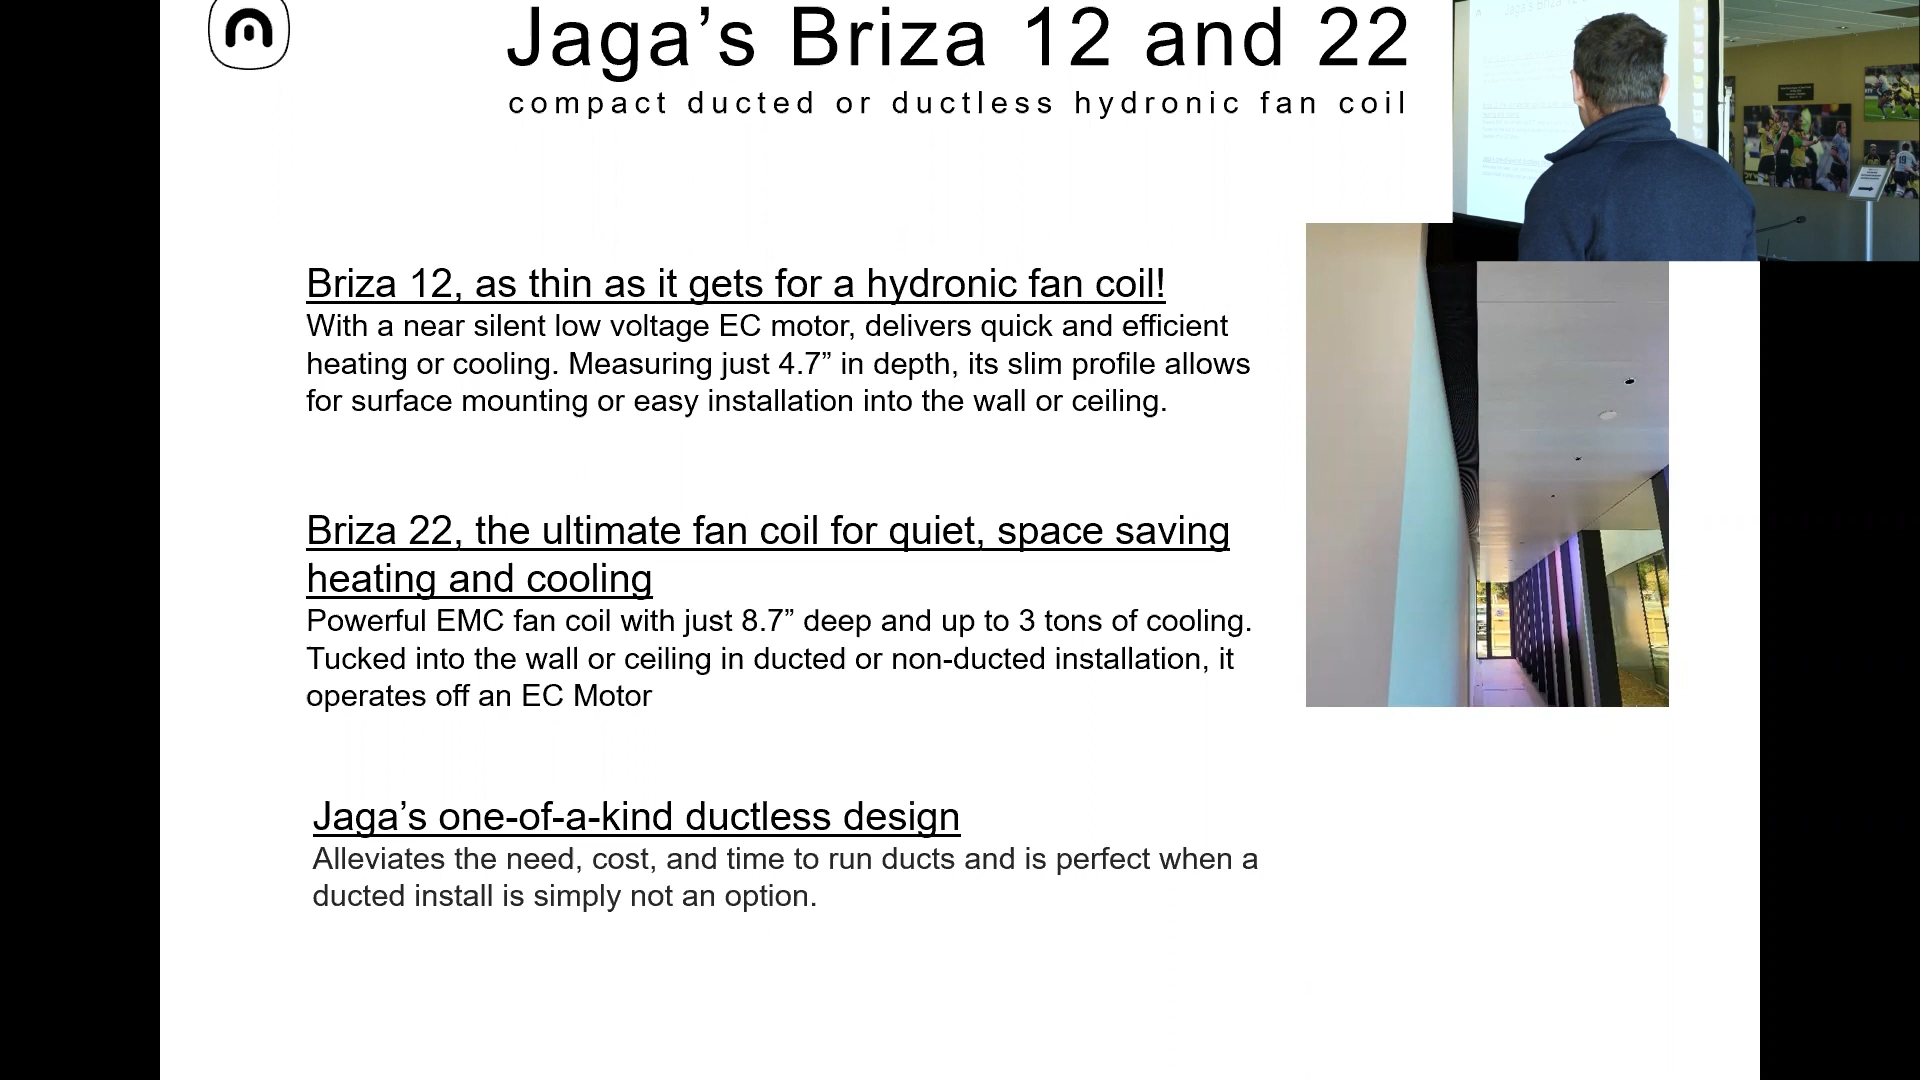 Jaga’s Briza 12 and 22
compact ducted or ductless hydronic fan coil
Briza 12, as thin as it gets for a hydronic fan coil!
With a near silent low voltage EC motor, delivers quick and efficient
heating or cooling. Measuring just 4.7” in depth, its slim profile allows
for surface mounting or easy installation into the wall or ceiling.
Briza 22, the ultimate fan coil for quiet, space saving
heating and cooling
Powerful EMC fan coil with just 8.7” deep and up to 3 tons of cooling.
Tucked into the wall or ceiling in ducted or non-ducted installation, it
operates off an EC Motor
Jaga’s one-of-a-kind ductless design
Alleviates the need, cost, and time to run ducts and is perfect when a
ducted install is simply not an option.